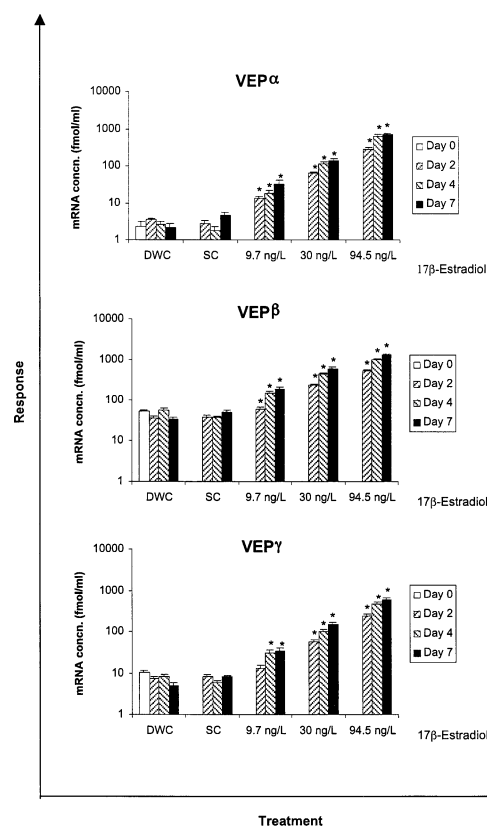 VEPα
mRNA concn. (fmol/ml)
10000
1000
100
10
1
* * * * * * * * *
DWC SC 9.7 ng/L 30 ng/L 94.5 ng/L
Day 0
Day 2
Day 4
Day 7
17β-Estradiol
VEPβ
mRNA concn. (fmol/ml)
10000
1000
100
10
1
* * * * * * * * *
DWC SC 9.7 ng/L 30 ng/L 94.5 ng/L
Day 0
Day 2
Day 4
Day 7
17β-Estradiol
VEPγ
mRNA concn. (fmol/ml)
10000
1000
100
10
1
* * * * * * * *
DWC SC 9.7 ng/L 30 ng/L 94.5 ng/L
Day 0
Day 2
Day 4
Day 7
17β-Estradiol
Response
Treatment